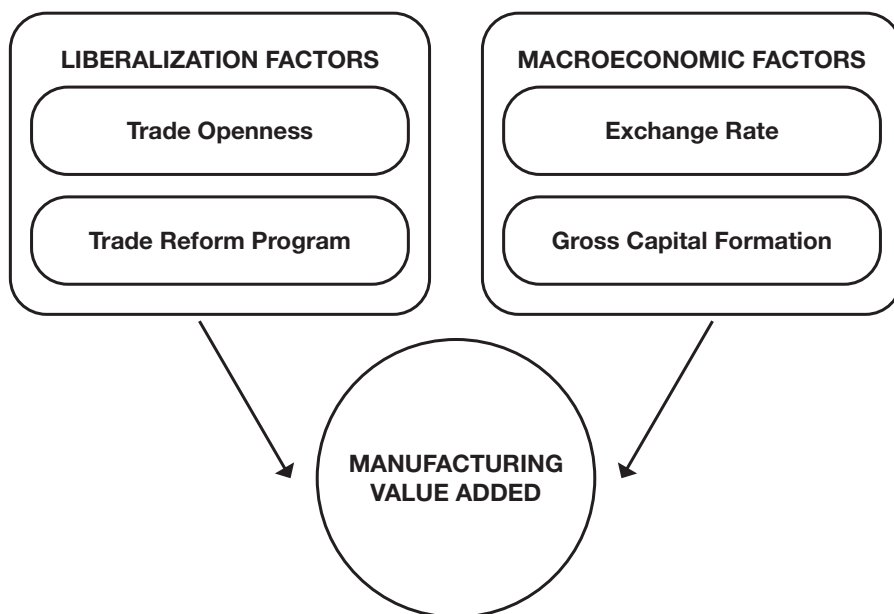 LIBERALIZATION FACTORS
Trade Openness
Trade Reform Program
MACROECONOMIC FACTORS
Exchange Rate
Gross Capital Formation
MANUFACTURING
VALUE ADDED